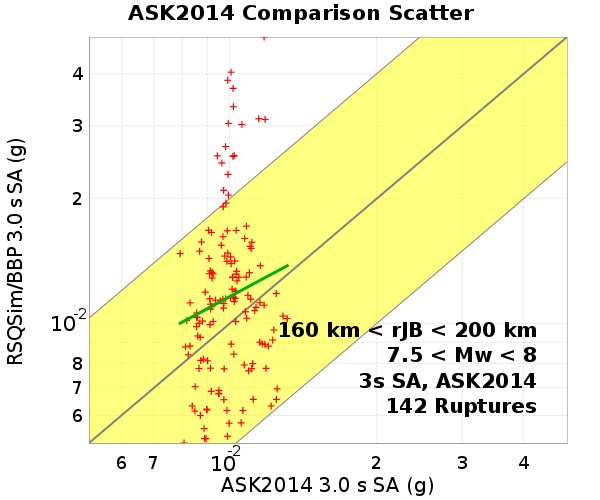 ASK2014 Comparison Scatter
RSQSim/BBP 3.0 s SA (g)
4
3
2
10-2
8
7
6
160 km < rJB < 200 km
7.5 < Mw < 8
3s SA, ASK2014
142 Ruptures
6 7 10-2 2 3 4
ASK2014 3.0 s SA (g)